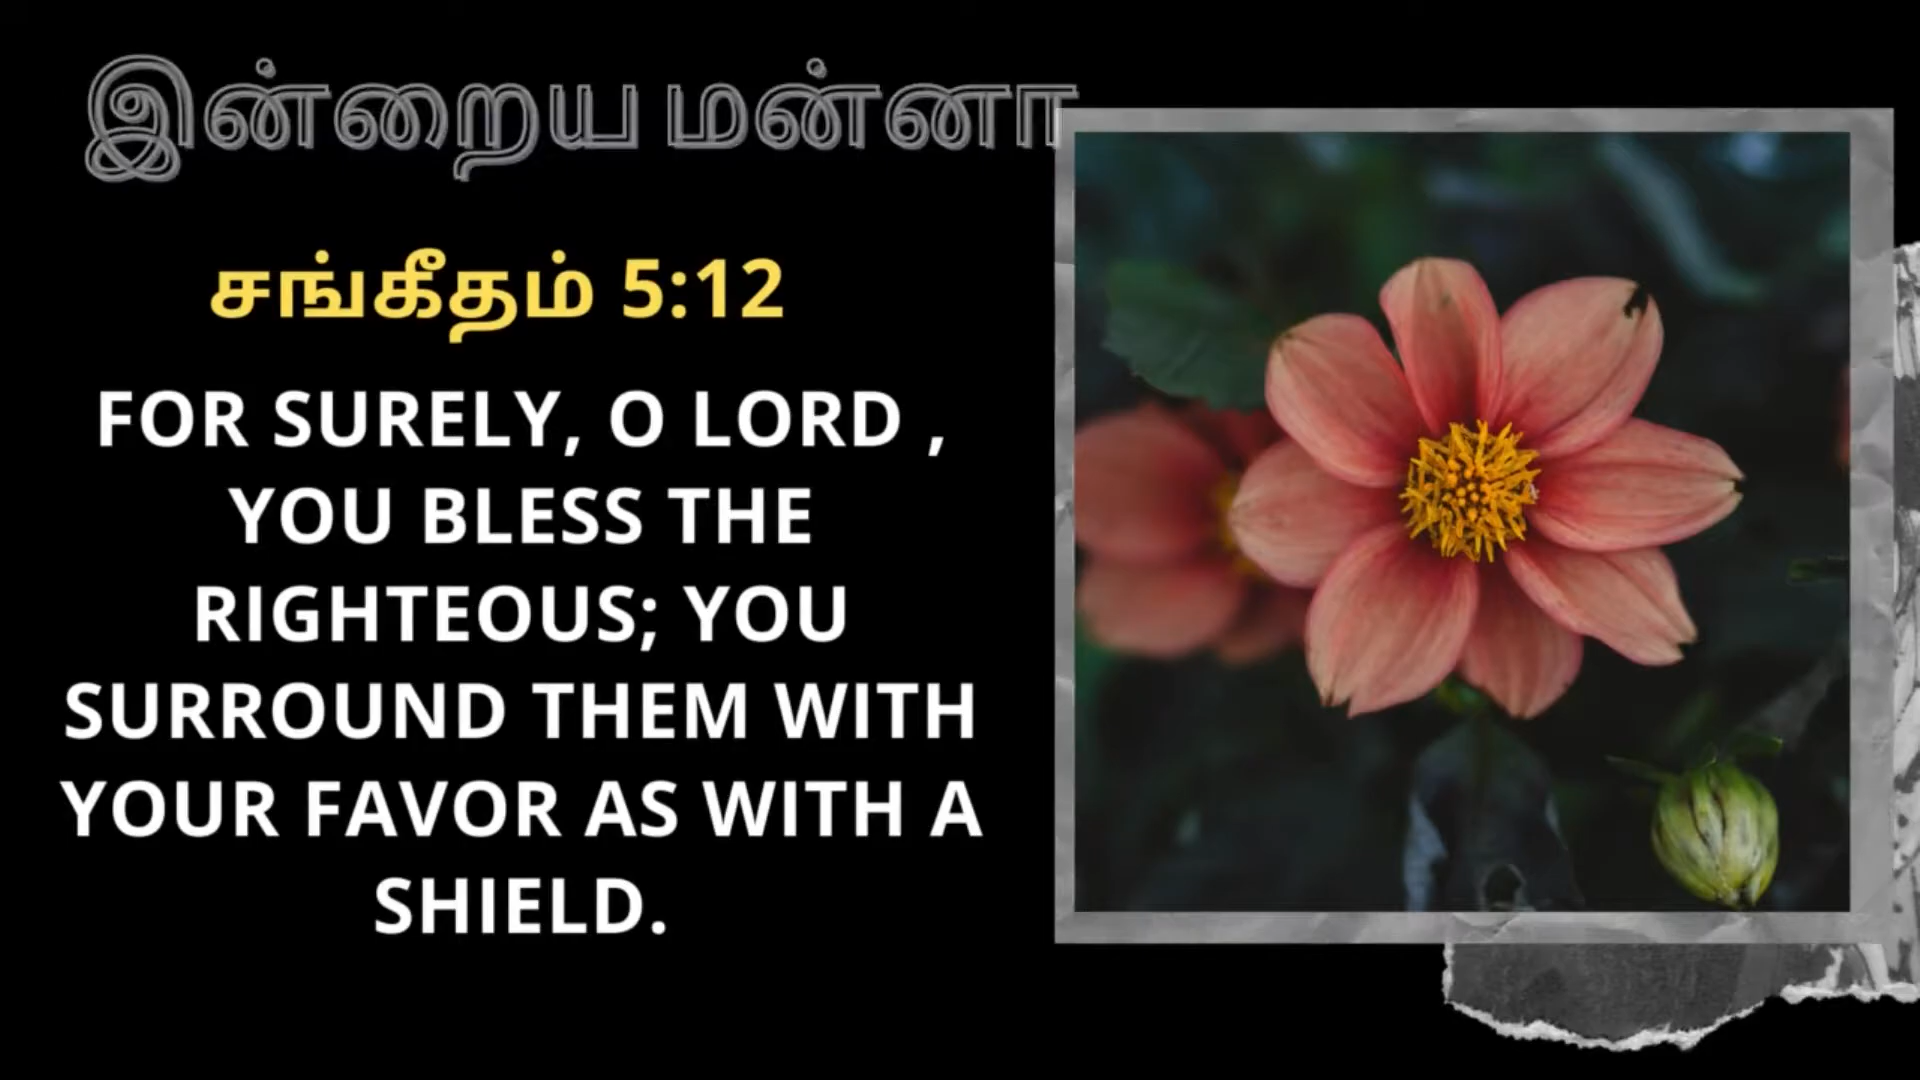 இன்றைய மன்னா
சங்கீதம் 5:12
FOR SURELY, O LORD ,
YOU BLESS THE
RIGHTEOUS; YOU
SURROUND THEM WITH
YOUR FAVOR AS WITH A
SHIELD.